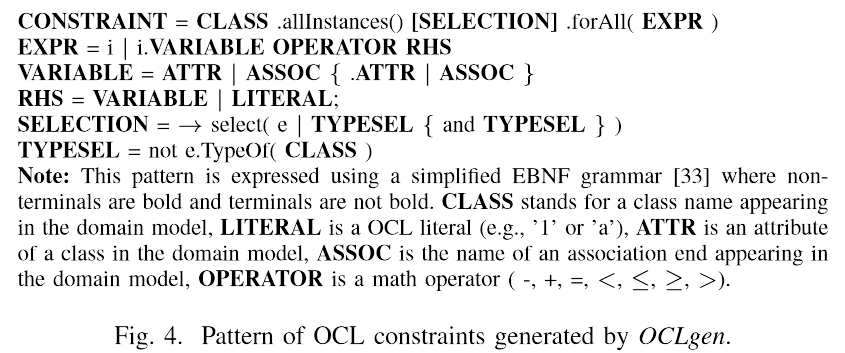 CONSTRAINT = CLASS .allInstances() [SELECTION] .forAll( EXPR )
EXPR = i | i.VARIABLE OPERATOR RHS
VARIABLE = ATTR | ASSOC { .ATTR | ASSOC }
RHS = VARIABLE | LITERAL;
SELECTION = → select( e | TYPESEL { and TYPESEL } )
TYPESEL = not e.TypeOf( CLASS )
Note: This pattern is expressed using a simplified EBNF grammar [33] where non-
terminals are bold and terminals are not bold. CLASS stands for a class name appearing
in the domain model, LITERAL is a OCL literal (e.g., ’1’ or ’a’), ATTR is an attribute
of a class in the domain model, ASSOC is the name of an association end appearing in
the domain model, OPERATOR is a math operator ( -, +, =, <, ≤, ≥, >).
Fig. 4. Pattern of OCL constraints generated by OCLgen.